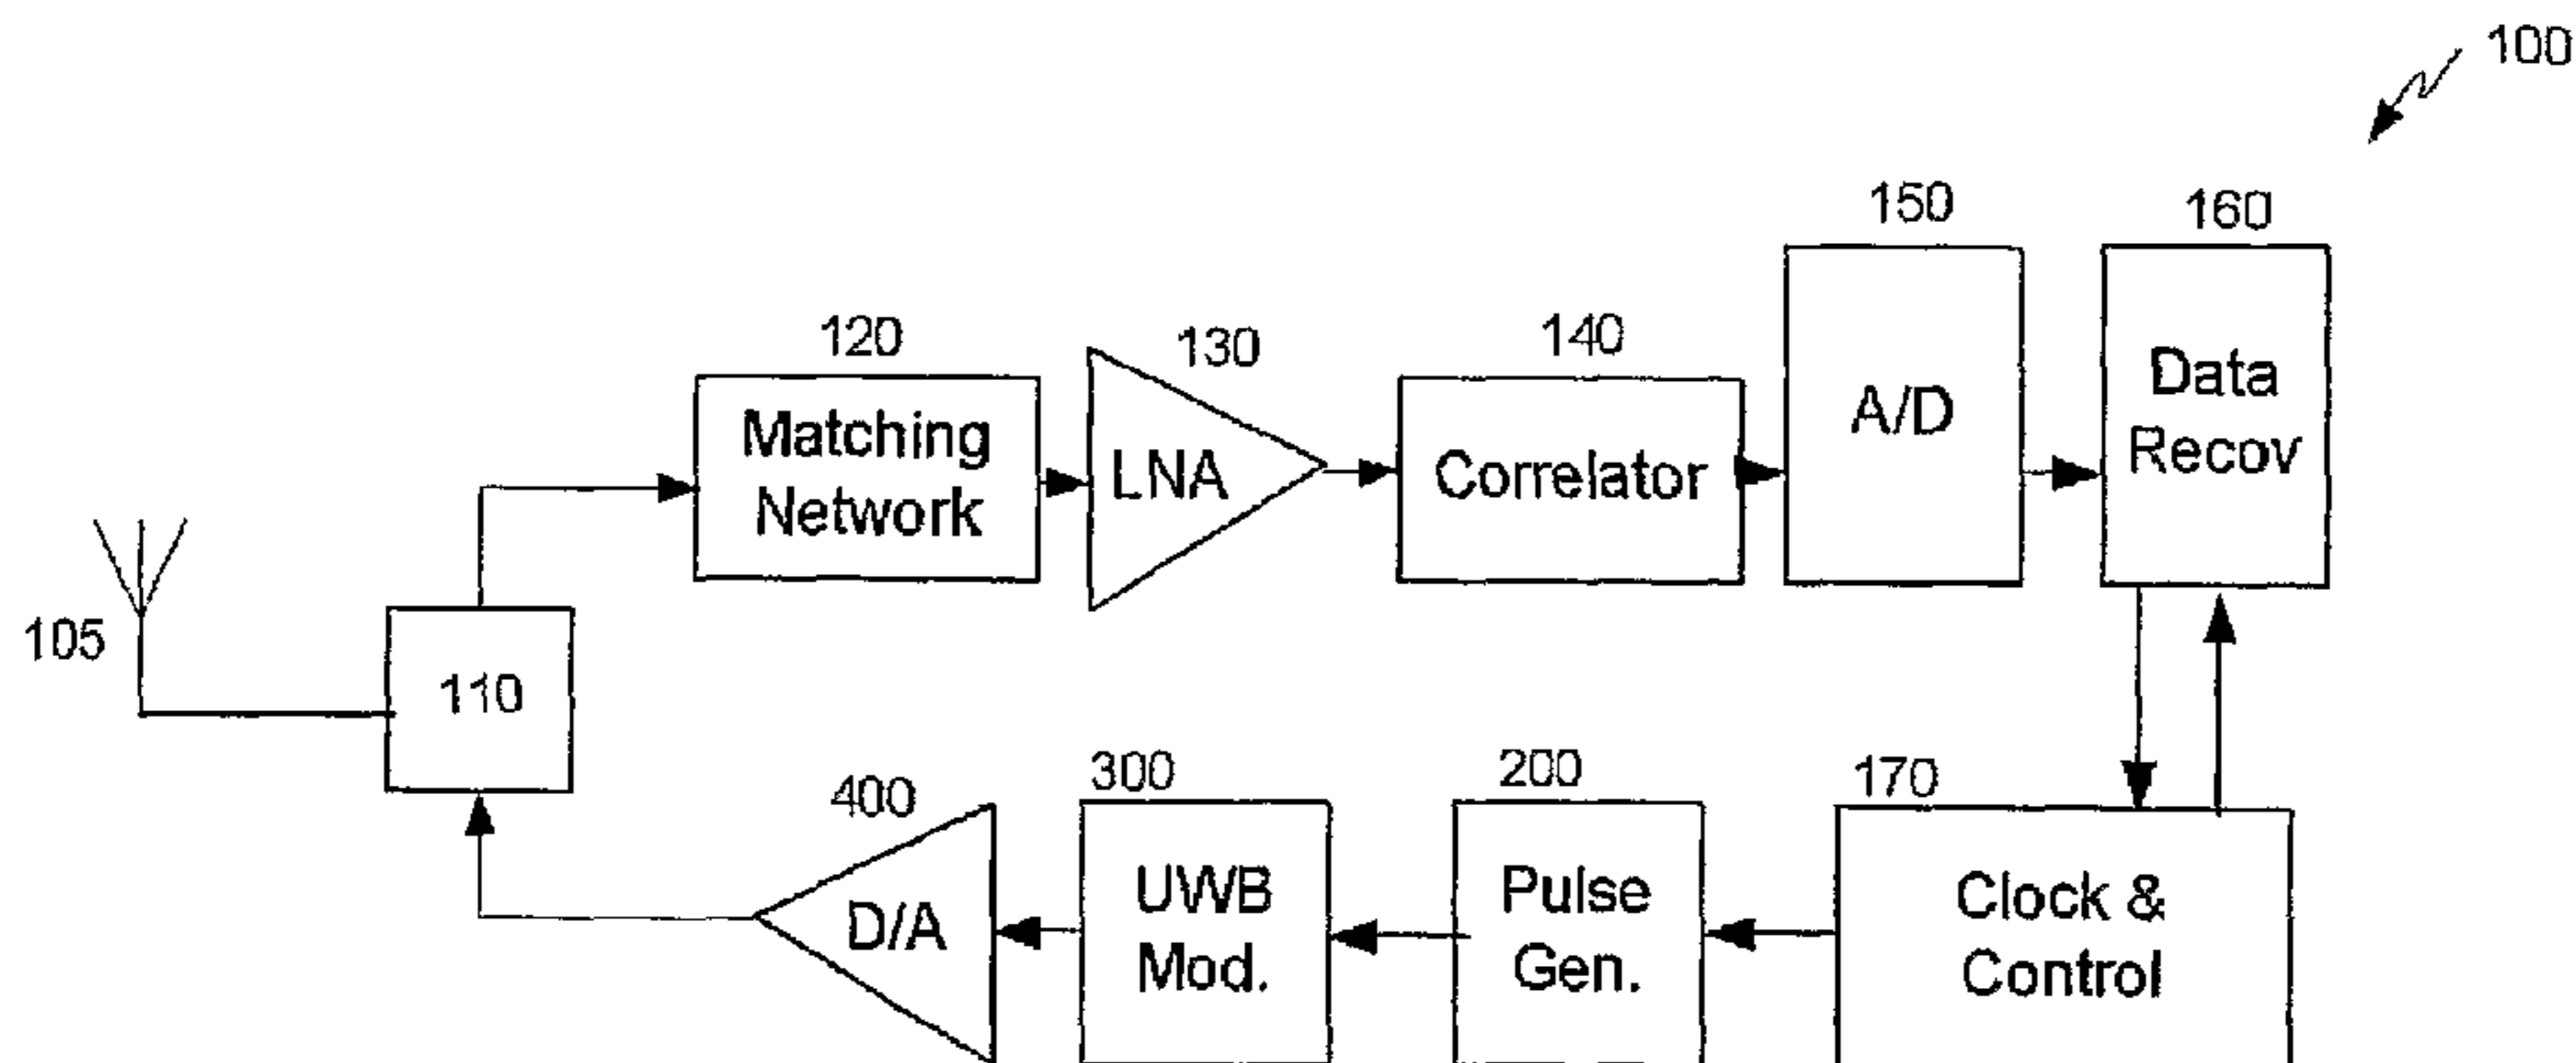 100
150
160
120
130
140
Matching
Network
LNA
Correlator
A/D
Data
Recov
105
110
400
300
200
170
D/A
UWB
Mod.
Pulse
Gen.
Clock &
Control